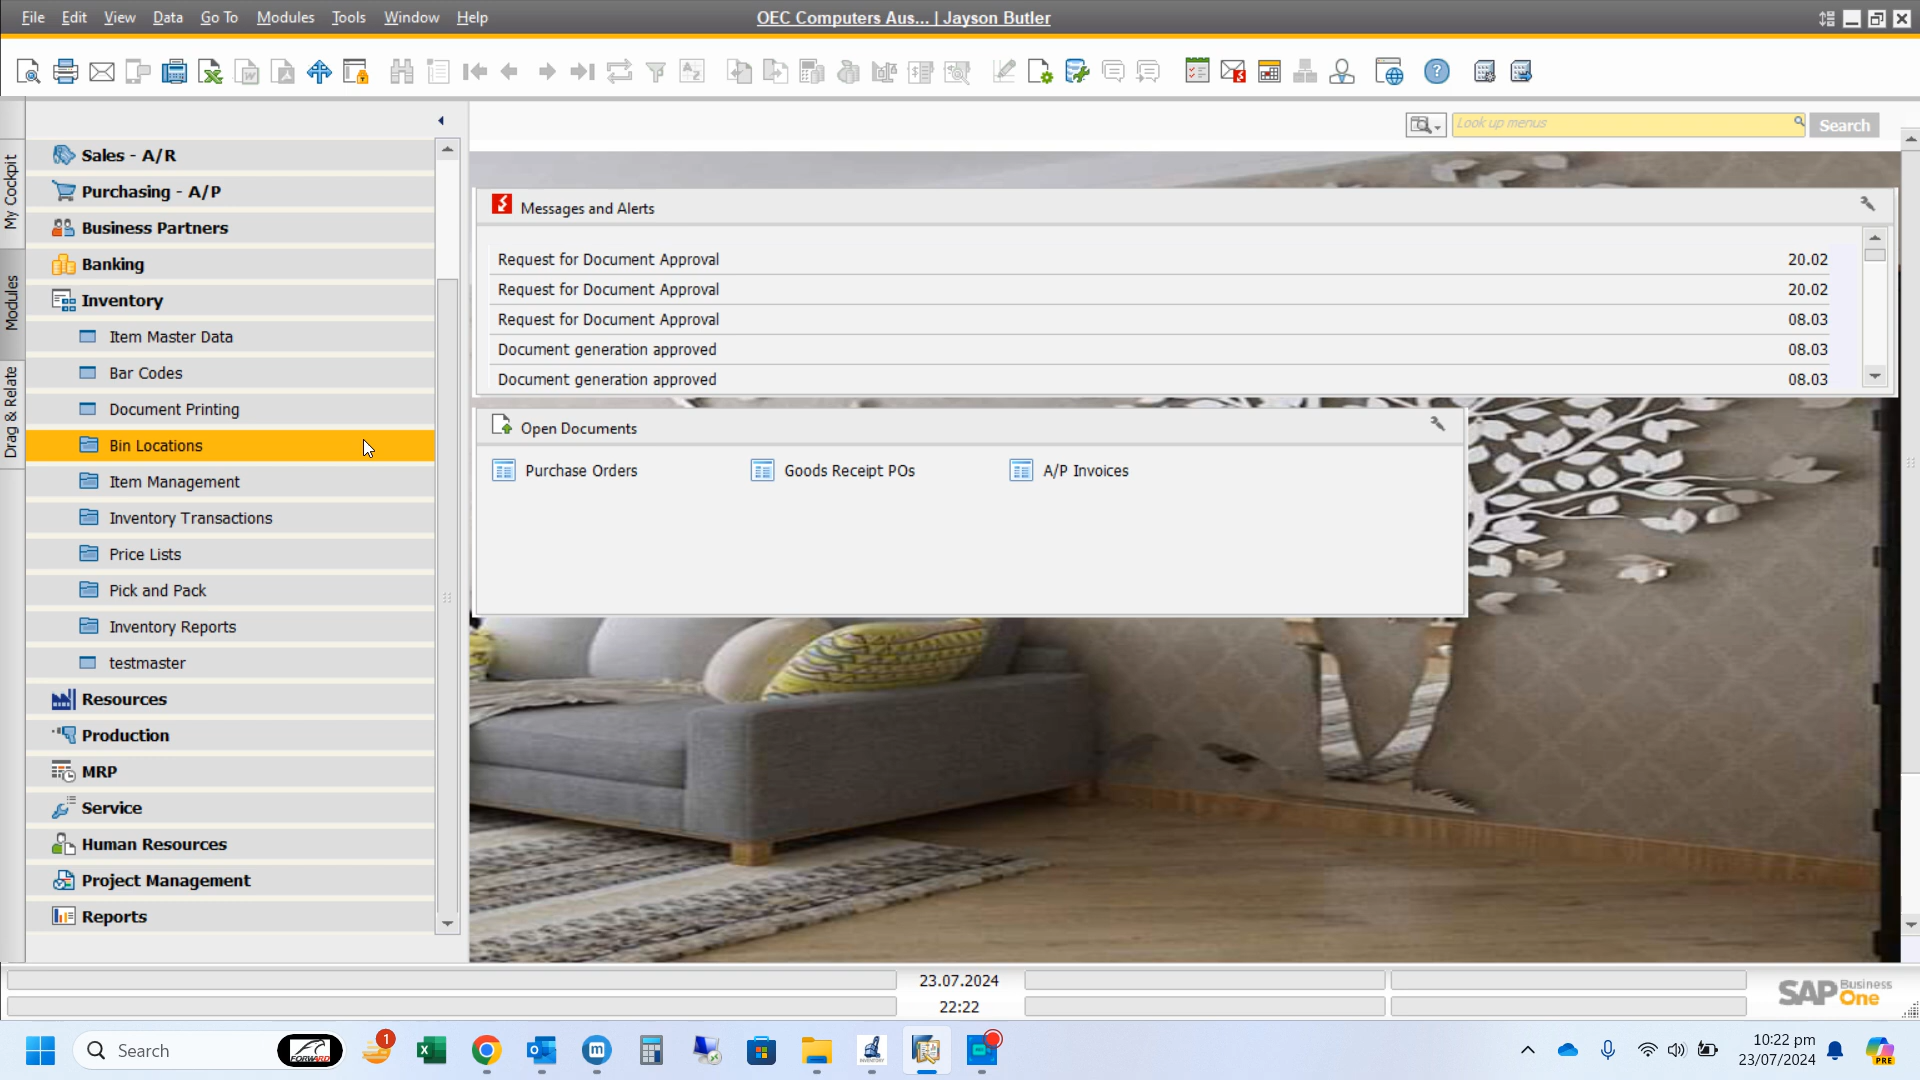 File Edit View Data Go To Modules Tools Window Help
OEC Computers Aus... | Jayson Butler
Look up menus
Search
My Cockpit
Modules
Drag & Relate
Sales - A/R
Purchasing - A/P
Business Partners
Banking
Inventory
Item Master Data
Bar Codes
Document Printing
Bin Locations
Item Management
Inventory Transactions
Price Lists
Pick and Pack
Inventory Reports
testmaster
Resources
Production
MRP
Service
Human Resources
Project Management
Reports
Messages and Alerts
Request for Document Approval 20.02
Request for Document Approval 20.02
Request for Document Approval 08.03
Document generation approved 08.03
Document generation approved 08.03
Open Documents
Purchase Orders Goods Receipt POs A/P Invoices
23.07.2024
22:22
SAP Business One
Search
FORWARD
1
10:22 pm
23/07/2024
PRE